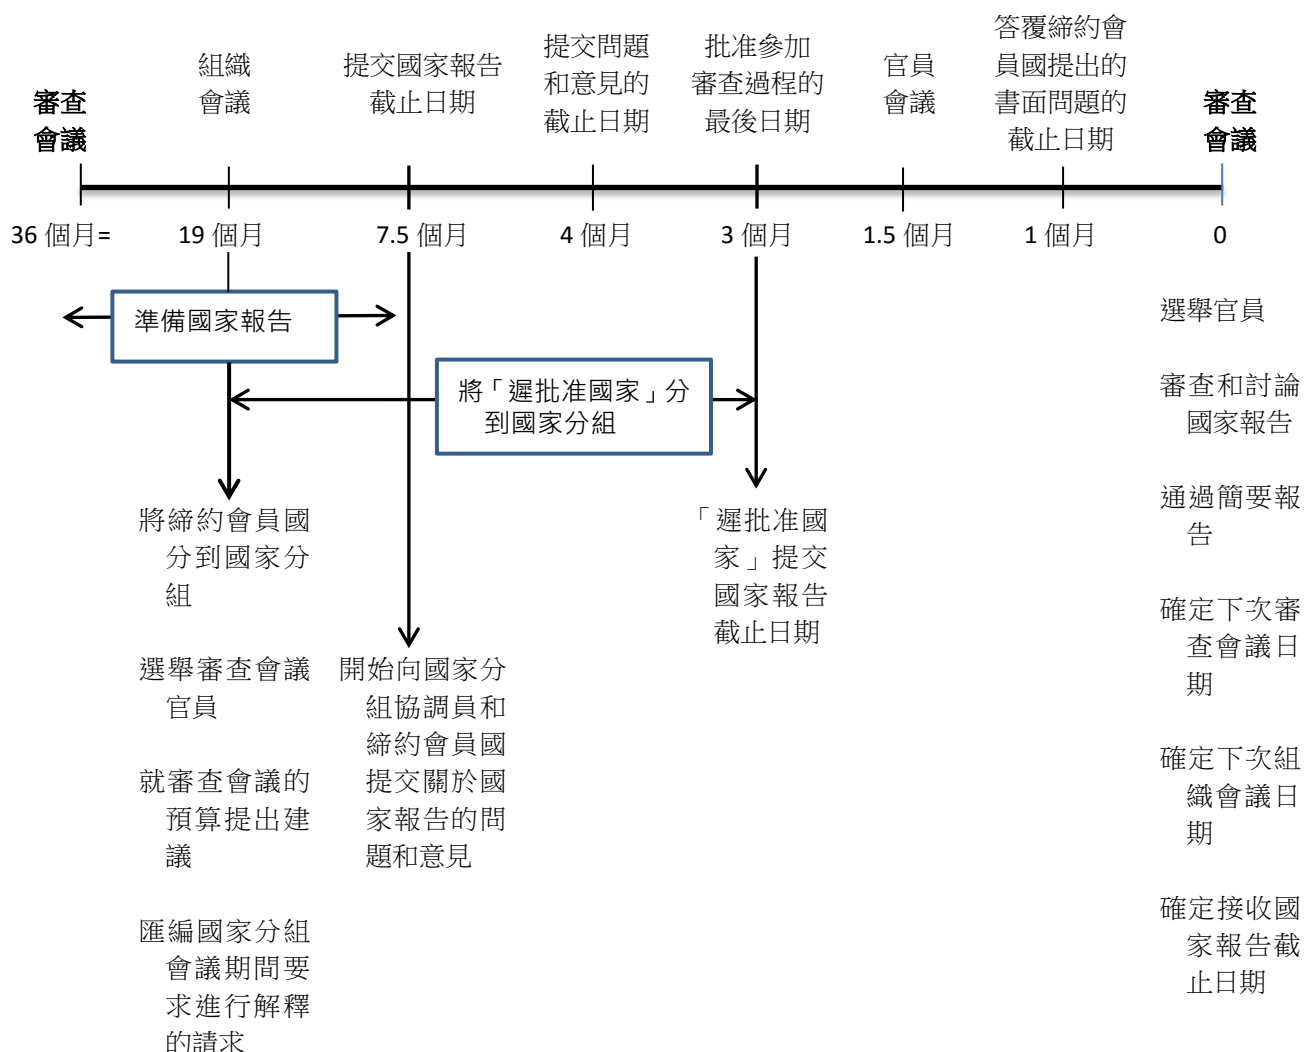 審查
會議
組織
會議
提交國家報告
截止日期
提交問題
和意見的
截止日期
批准參加
審查過程的
最後日期
官員
會議
答覆締約會
員國提出的
書面問題的
截止日期
審查
會議
36 個月=
19 個月
7.5 個月
4 個月
3 個月
1.5 個月
1 個月
0
準備國家報告
將「遲批准國家」分
到國家分組
將締約會員國
分到國家分
組
選舉審查會議
官員
就審查會議的
預算提出建
議
匯編國家分組
會議期間要
求進行解釋
的請求
開始向國家分
組協調員和
締約會員國
提交關於國
家報告的問
題和意見
「遲批准國
家」提交
國家報告
截止日期
選舉官員
審查和討論
國家報告
通過簡要報
告
確定下次審
查會議日
期
確定下次組
織會議日
期
確定接收國
家報告截
止日期